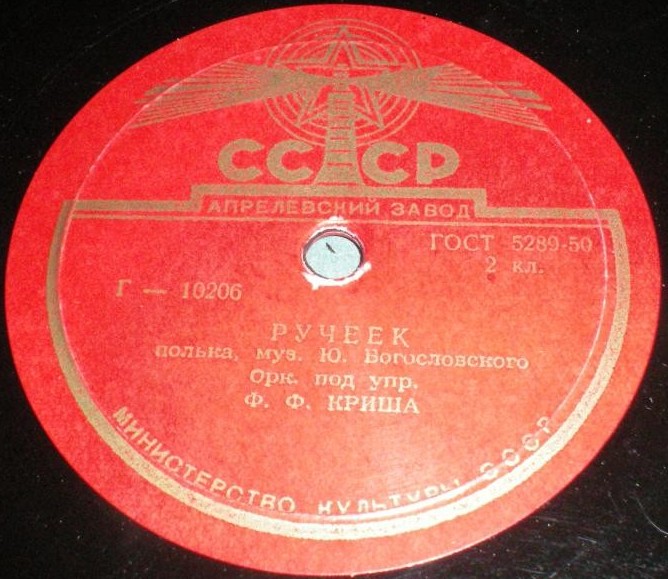 СССР
АПРЕЛЕВСКИЙ ЗАВОД
ГОСТ 5289-50
2 кл.
Г — 10206
РУЧЕЕК
полька, муз. Ю. Богословского
Орк. под упр.
Ф. Ф. КРИША
МИНИСТЕРСТВО КУЛЬТУРЫ СССР